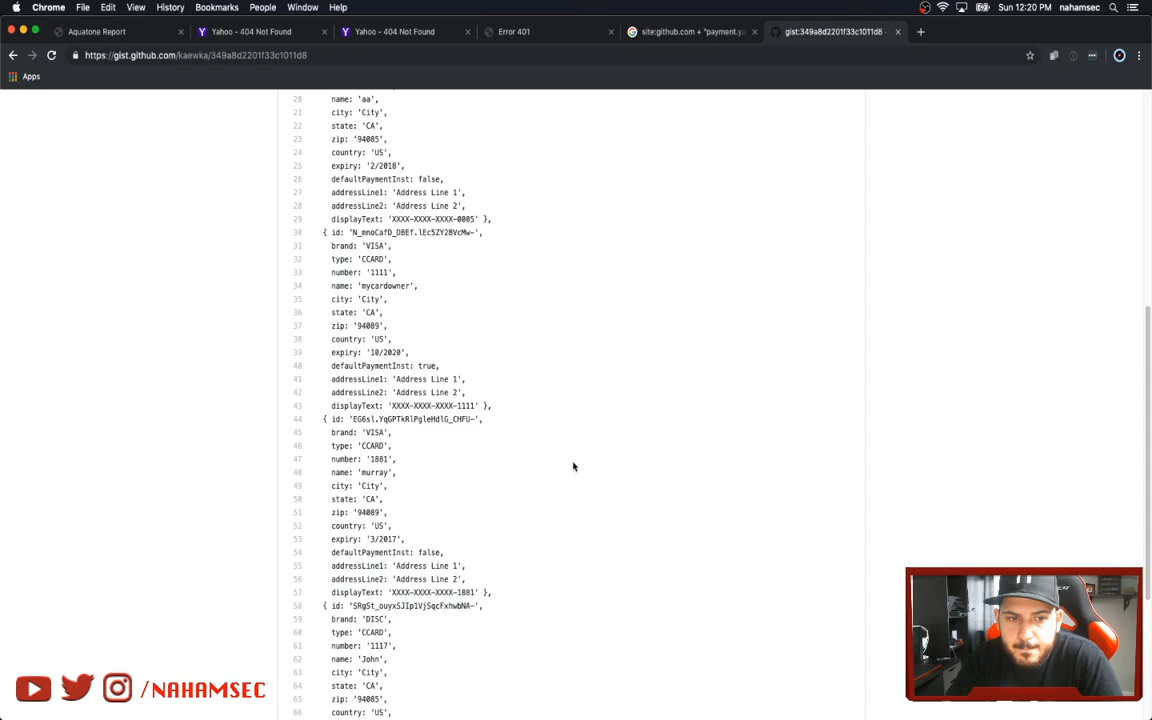 Chrome File Edit View History Bookmarks People Window Help Sun 12:20 PM nahamsec
Aquatone Report Yahoo - 404 Not Found Yahoo - 404 Not Found Error 401 site:github.com + "payment.ya gist:349a8d2201f33c1011d8 -
https://gist.github.com/kaewka/349a8d2201f33c1011d8
Apps
20 name: 'aa',
21 city: 'City',
22 state: 'CA',
23 zip: '94085',
24 country: 'US',
25 expiry: '2/2018',
26 defaultPaymentInst: false,
27 addressLine1: 'Address Line 1',
28 addressLine2: 'Address Line 2',
29 displayText: 'XXXX-XXXX-XXXX-0005' },
30 { id: 'N_mnoCafD_DBEf.lEc5ZY2BVcMw-',
31 brand: 'VISA',
32 type: 'CCARD',
33 number: '1111',
34 name: 'mycardowner',
35 city: 'City',
36 state: 'CA',
37 zip: '94089',
38 country: 'US',
39 expiry: '10/2020',
40 defaultPaymentInst: true,
41 addressLine1: 'Address Line 1',
42 addressLine2: 'Address Line 2',
43 displayText: 'XXXX-XXXX-XXXX-1111' },
44 { id: 'EG6sl.YqGPTkRlPgleHdlG_CHFU-',
45 brand: 'VISA',
46 type: 'CCARD',
47 number: '1881',
48 name: 'murray',
49 city: 'City',
50 state: 'CA',
51 zip: '94089',
52 country: 'US',
53 expiry: '3/2017',
54 defaultPaymentInst: false,
55 addressLine1: 'Address Line 1',
56 addressLine2: 'Address Line 2',
57 displayText: 'XXXX-XXXX-XXXX-1881' },
58 { id: 'SRgSt_ouyxSJIp1VjSqcFxhwbNA-',
59 brand: 'DISC',
60 type: 'CCARD',
61 number: '1117',
62 name: 'John',
63 city: 'City',
64 state: 'CA',
65 zip: '94085',
66 country: 'US',
/NAHAMSEC